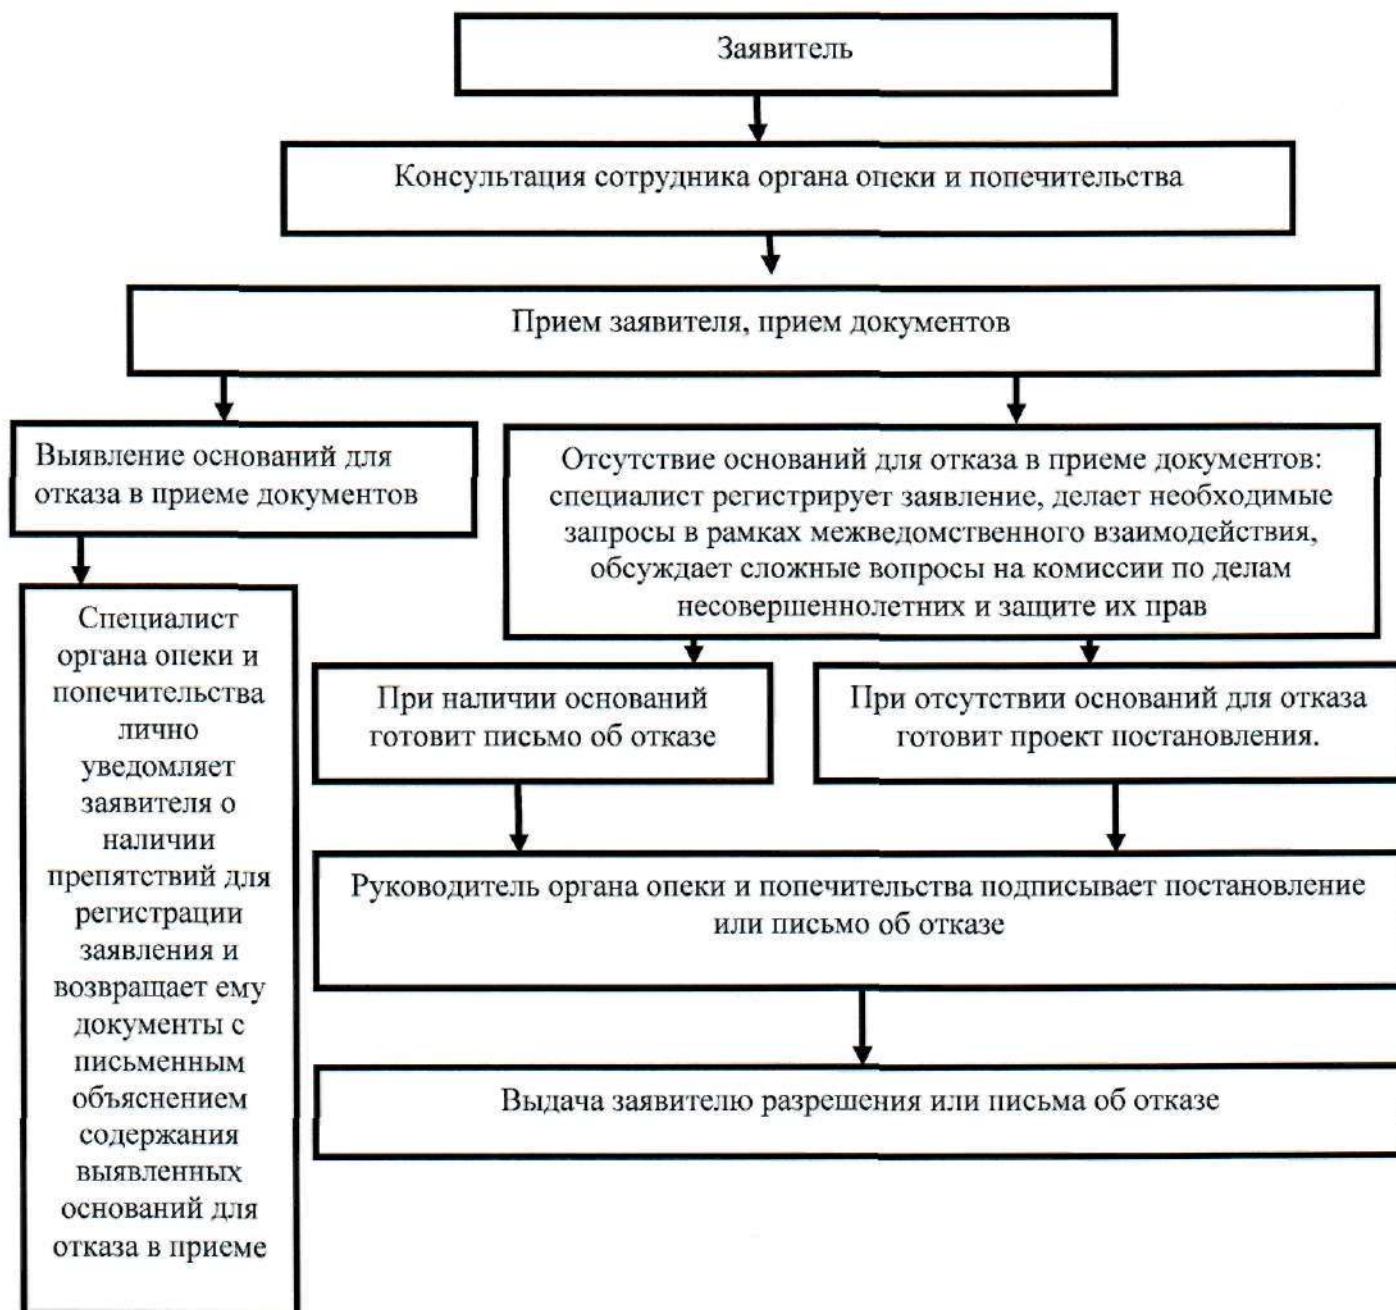 Заявитель
Консультация сотрудника органа опеки и попечительства
Прием заявителя, прием документов
Выявление оснований для
отказа в приеме документов
Отсутствие оснований для отказа в приеме документов:
специалист регистрирует заявление, делает необходимые
запросы в рамках межведомственного взаимодействия,
обсуждает сложные вопросы на комиссии по делам
несовершеннолетних и защите их прав
Специалист
органа опеки и
попечительства
лично
уведомляет
заявителя о
наличии
препятствий для
регистрации
заявления и
возвращает ему
документы с
письменным
объяснением
содержания
выявленных
оснований для
отказа в приеме
При наличии оснований
готовит письмо об отказе
При отсутствии оснований для отказа
готовит проект постановления.
Руководитель органа опеки и попечительства подписывает постановление
или письмо об отказе
Выдача заявителю разрешения или письма об отказе